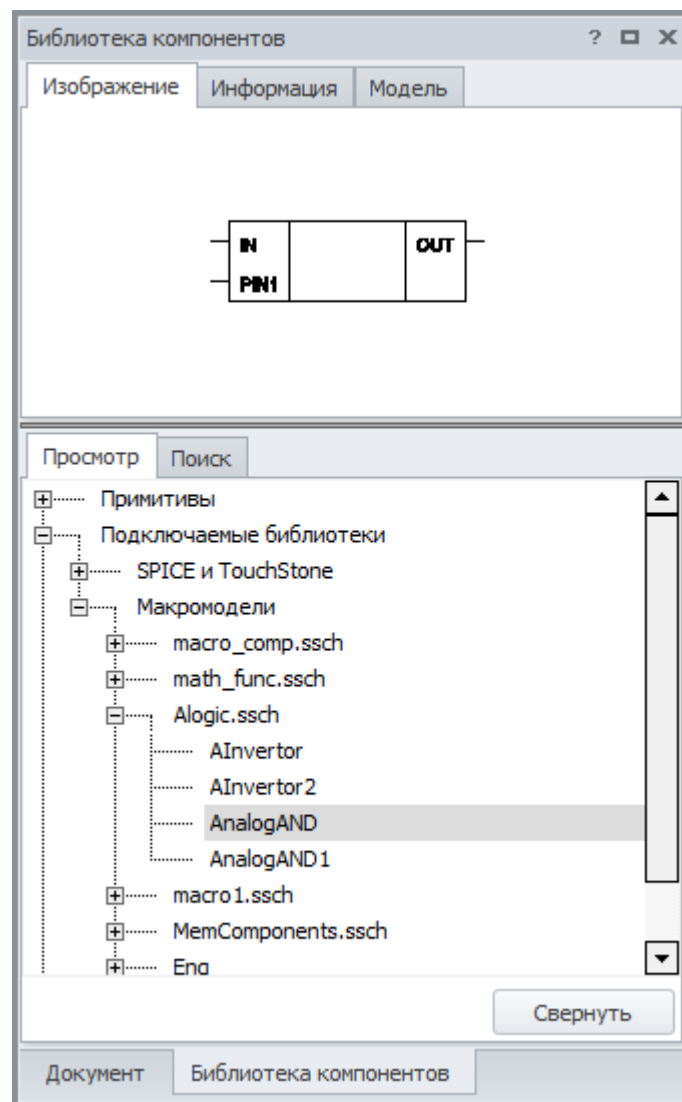 Библиотека компонентов
Изображение Информация Модель
IN OUT
PIN1
Просмотр Поиск
Примитивы
Подключаемые библиотеки
SPICE и TouchStone
Макромодели
macro_comp.ssch
math_func.ssch
Alogic.ssch
AInvertor
AInvertor2
AnalogAND
AnalogAND1
macro1.ssch
MemComponents.ssch
Eng
Свернуть
Документ Библиотека компонентов